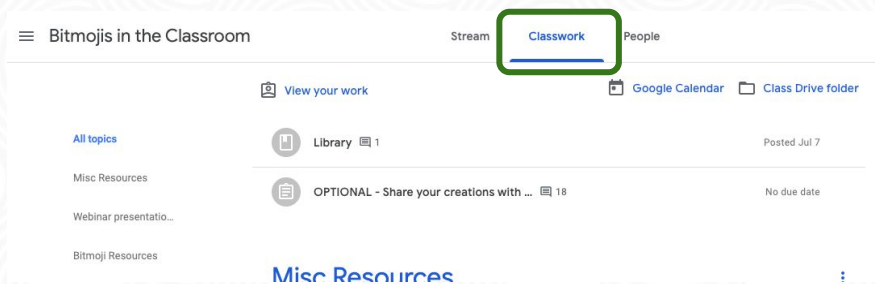 Bitmojis in the Classroom Stream Classwork People
View your work Google Calendar Class Drive folder
All topics
Library 1 Posted Jul 7
Misc Resources
OPTIONAL - Share your creations with ... 18 No due date
Webinar presentatio...
Bitmoji Resources
Misc Resources